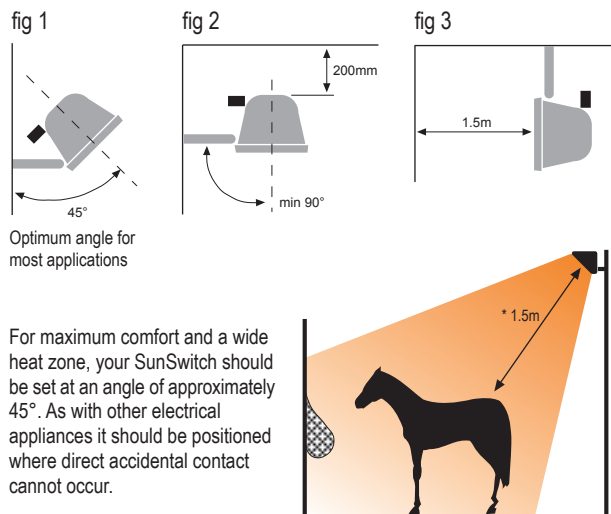 fig 1
fig 2
fig 3
200mm
1.5m
45°
min 90°
Optimum angle for
most applications
* 1.5m
For maximum comfort and a wide
heat zone, your SunSwitch should
be set at an angle of approximately
45°. As with other electrical
appliances it should be positioned
where direct accidental contact
cannot occur.